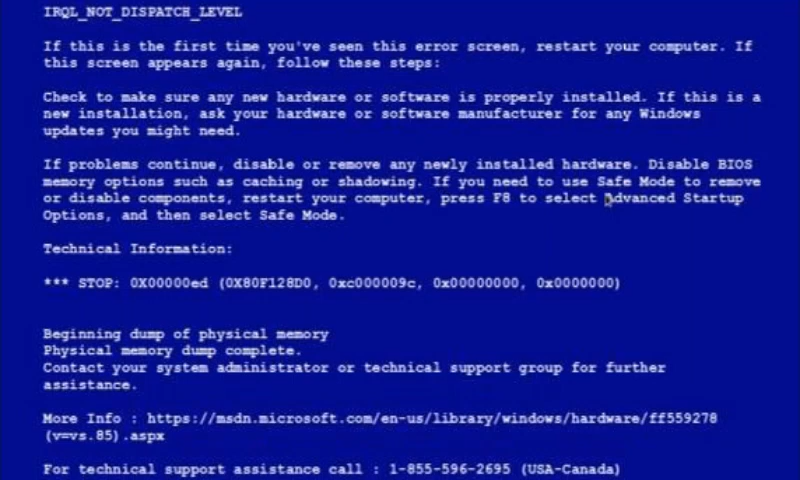 IRQL_NOT_DISPATCH_LEVEL
If this is the first time you've seen this error screen, restart your computer. If
this screen appears again, follow these steps:
Check to make sure any new hardware or software is properly installed. If this is a
new installation, ask your hardware or software manufacturer for any Windows
updates you might need.
If problems continue, disable or remove any newly installed hardware. Disable BIOS
memory options such as caching or shadowing. If you need to use Safe Mode to remove
or disable components, restart your computer, press F8 to select Advanced Startup
Options, and then select Safe Mode.
Technical Information:
*** STOP: 0X00000ed (0X80F128D0, 0xc000009c, 0x00000000, 0x0000000)
Beginning dump of physical memory
Physical memory dump complete.
Contact your system administrator or technical support group for further
assistance.
More Info : https://msdn.microsoft.com/en-us/library/windows/hardware/ff559278
(v=vs.85).aspx
For technical support assistance call : 1-855-596-2695 (USA-Canada)